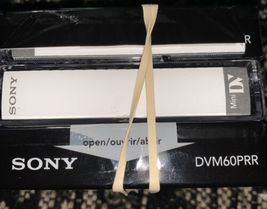 R
SONY
Mini DV
open/ouvrir/abrir
SONY
DVM60PRR